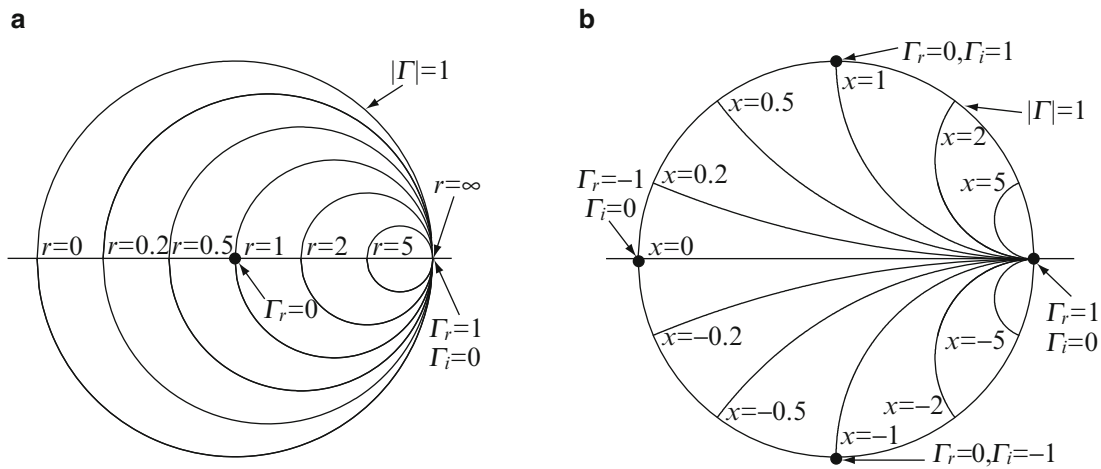 a
|Γ|=1
r=∞
r=0
r=0.2
r=0.5
r=1
r=2
r=5
Γr=0
Γr=1
Γi=0
b
Γr=0,Γi=1
x=1
x=0.5
|Γ|=1
x=2
x=0.2
x=5
Γr=−1
Γi=0
x=0
Γr=1
Γi=0
x=−0.2
x=−5
x=−0.5
x=−2
x=−1
Γr=0,Γi=−1